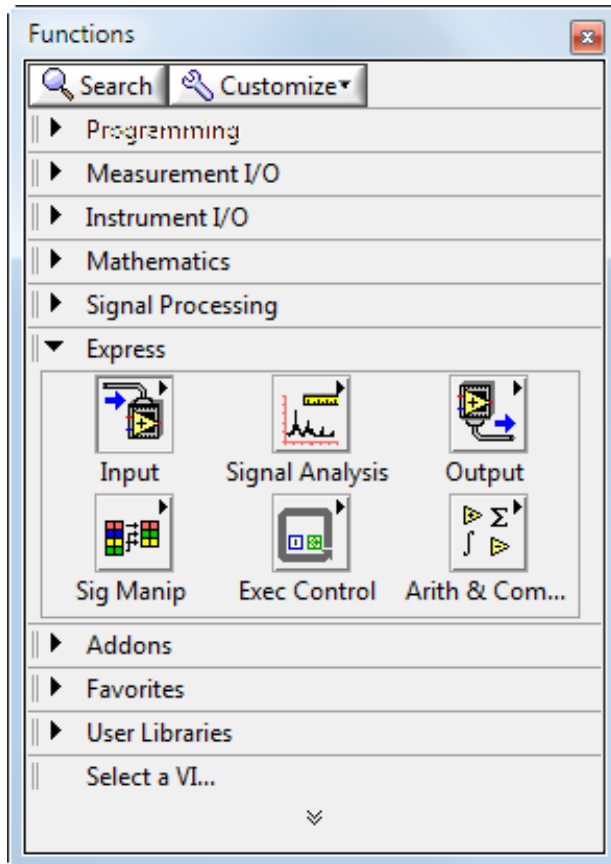 Functions
Search Customize
Programming
Measurement I/O
Instrument I/O
Mathematics
Signal Processing
Express
Input Signal Analysis Output
Sig Manip Exec Control Arith & Com...
Addons
Favorites
User Libraries
Select a VI...